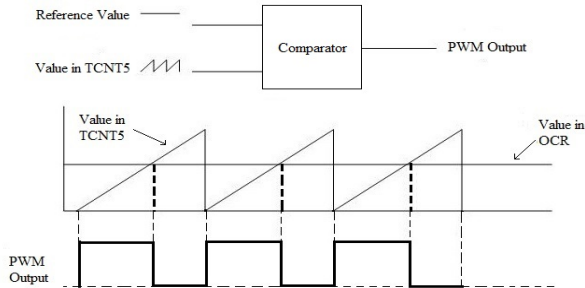 Reference Value
Value in TCNT5
Comparator
PWM Output
Value in
TCNT5
Value in
OCR
PWM
Output